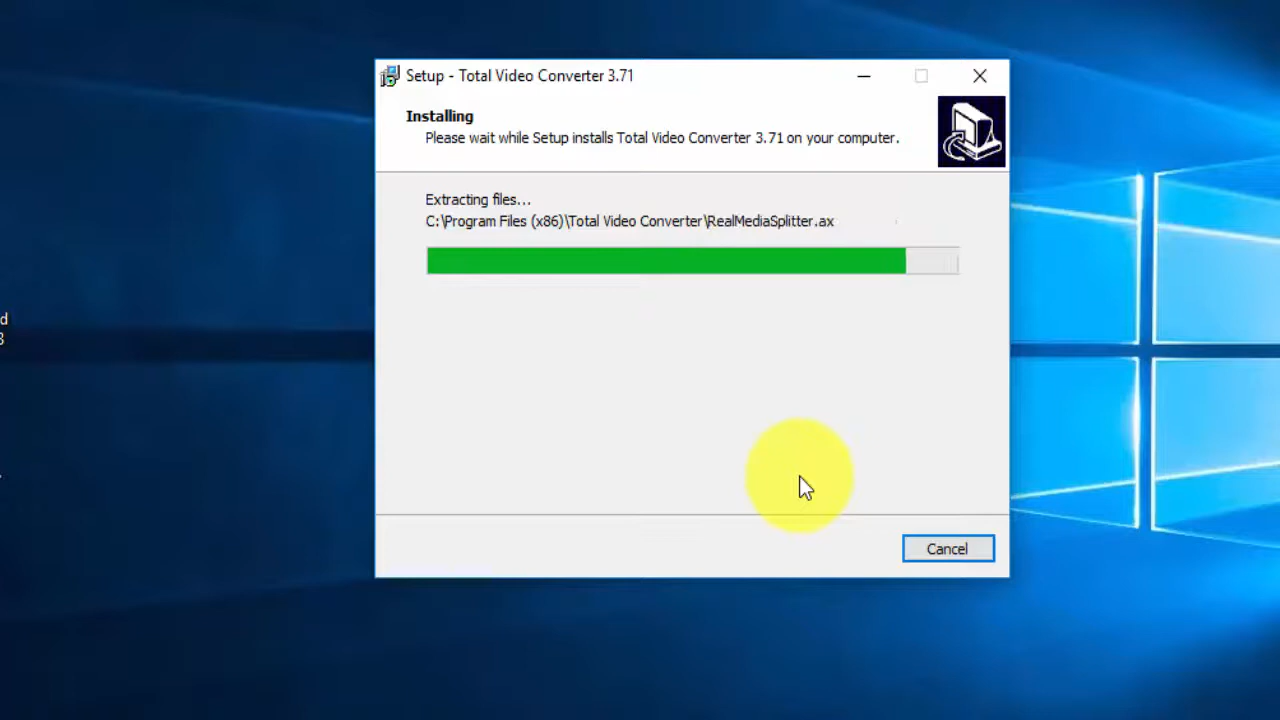 Setup - Total Video Converter 3.71
Installing
Please wait while Setup installs Total Video Converter 3.71 on your computer.
Extracting files...
C:\Program Files (x86)\Total Video Converter\RealMediaSplitter.ax
d
3
Cancel